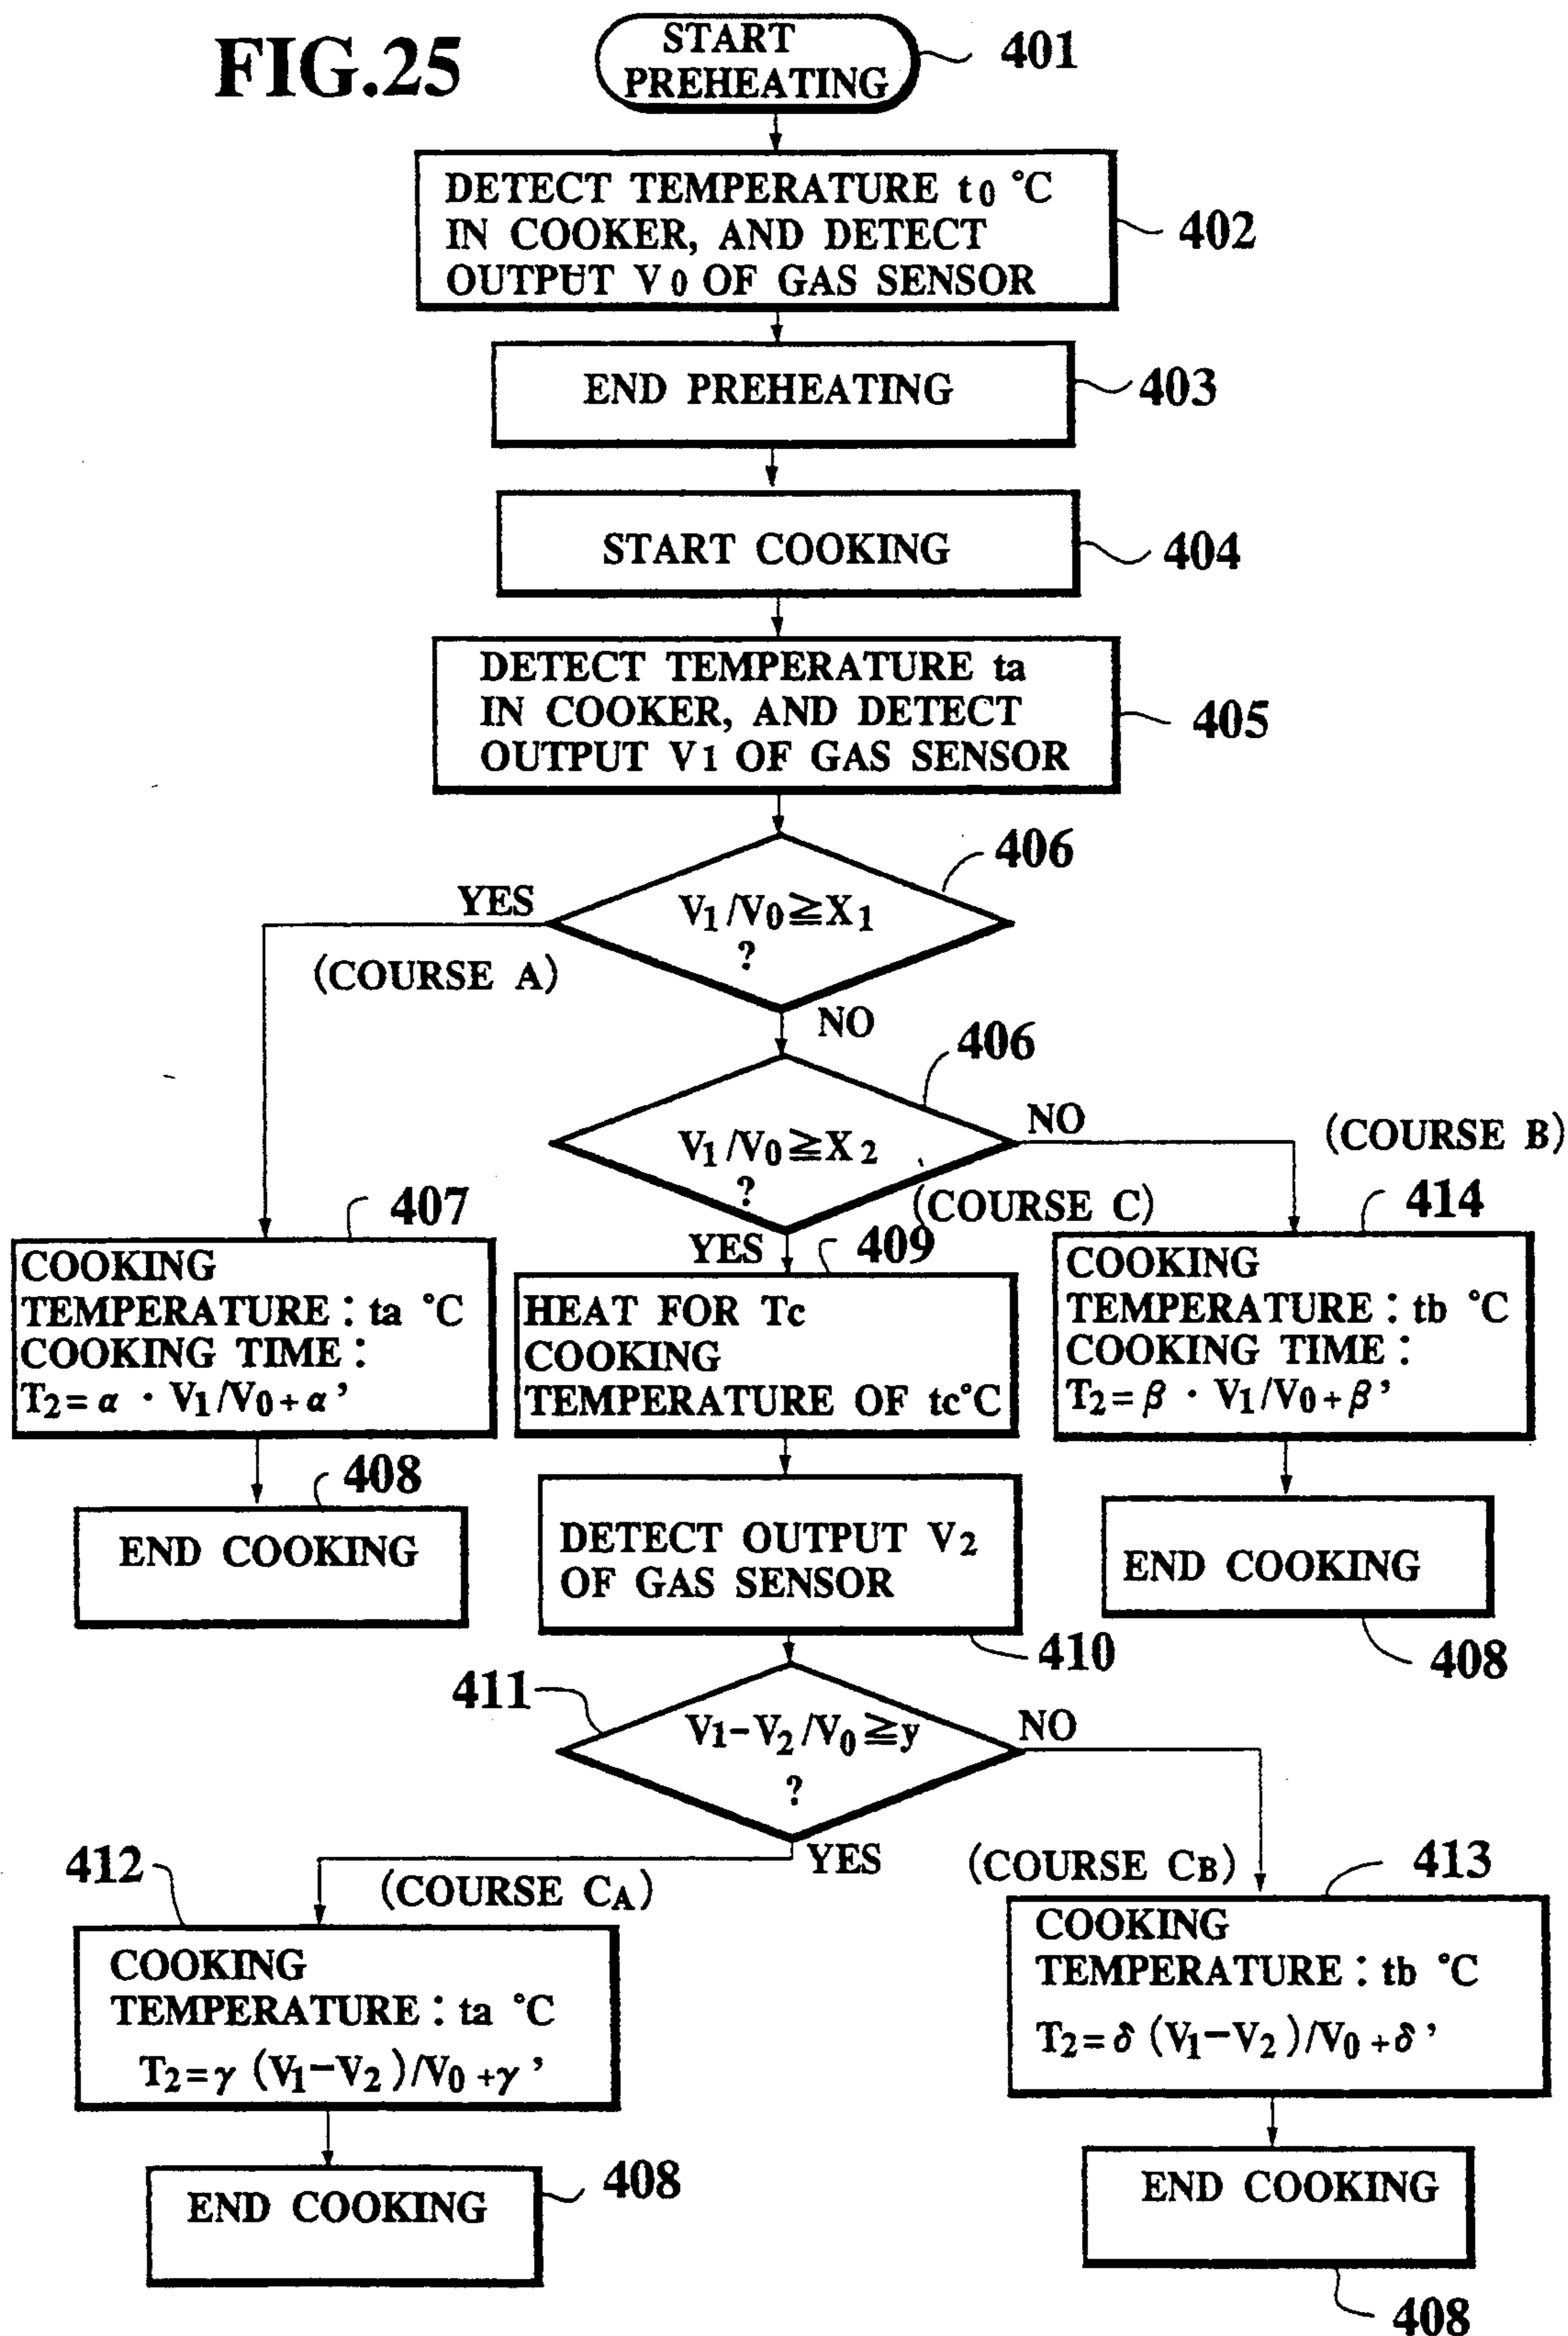 FIG.25
START
PREHEATING
401
DETECT TEMPERATURE t0 °C
IN COOKER, AND DETECT
OUTPUT V0 OF GAS SENSOR
402
END PREHEATING
403
START COOKING
404
DETECT TEMPERATURE ta
IN COOKER, AND DETECT
OUTPUT V1 OF GAS SENSOR
405
406
V1/V0≧X1
?
YES
(COURSE A)
NO
406
V1/V0≧X2
?
NO
(COURSE B)
(COURSE C)
YES
407
COOKING
TEMPERATURE : ta °C
COOKING TIME :
T2=α · V1/V0+α’
408
END COOKING
409
HEAT FOR Tc
COOKING
TEMPERATURE OF tc°C
414
COOKING
TEMPERATURE : tb °C
COOKING TIME :
T2=β · V1/V0+β’
DETECT OUTPUT V2
OF GAS SENSOR
410
END COOKING
408
411
V1−V2/V0≧y
?
NO
YES
(COURSE CA)
(COURSE CB)
412
COOKING
TEMPERATURE : ta °C
T2=γ (V1−V2)/V0+γ’
413
COOKING
TEMPERATURE : tb °C
T2=δ (V1−V2)/V0+δ’
END COOKING
408
END COOKING
408